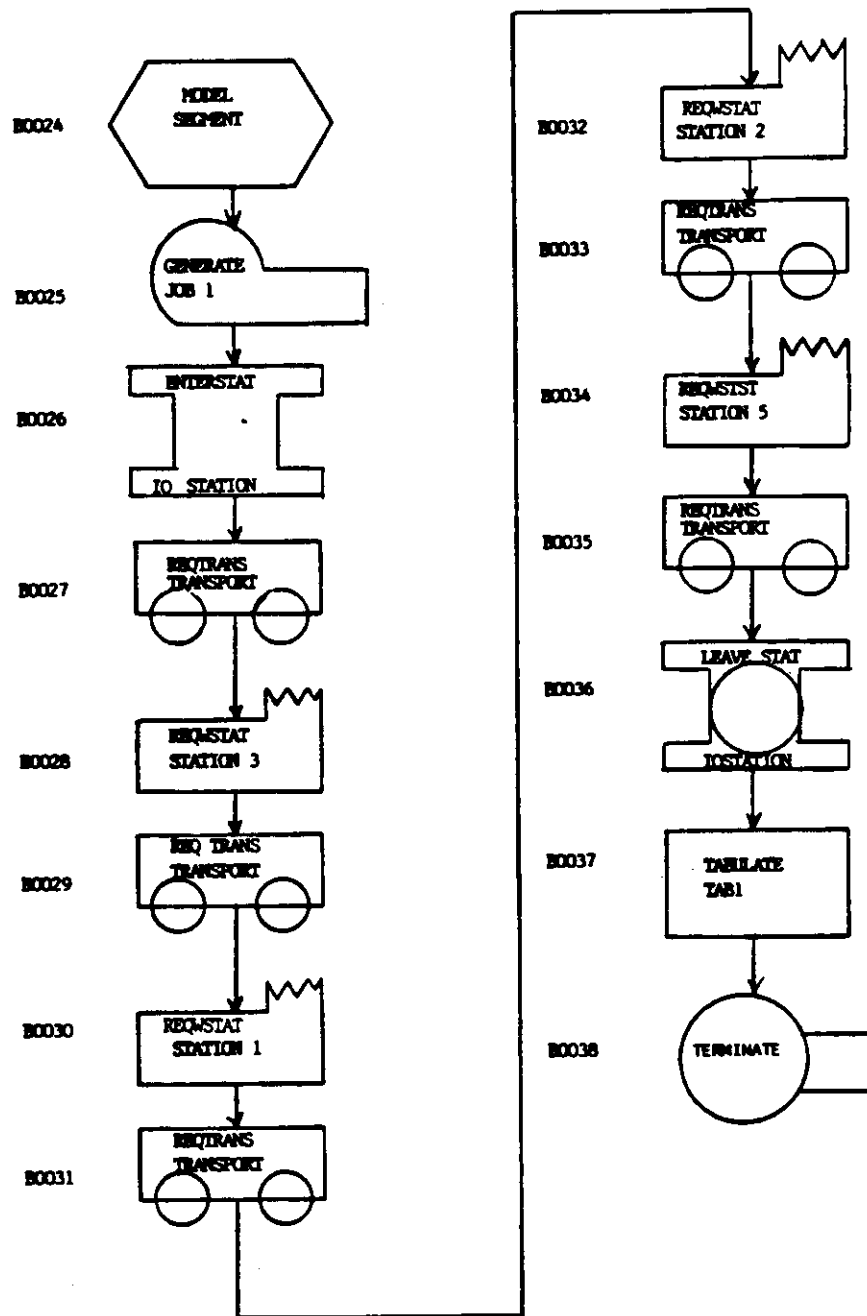 B0024
MODEL
SEGMENT
B0025
GENERATE
JOB 1
B0026
ENTERSTAT
IO STATION
B0027
REQTRANS
TRANSPORT
B0028
REQWSTAT
STATION 3
B0029
REQ TRANS
TRANSPORT
B0030
REQWSTAT
STATION 1
B0031
REQTRANS
TRANSPORT
B0032
REQWSTAT
STATION 2
B0033
REQTRANS
TRANSPORT
B0034
REQWSTST
STATION 5
B0035
REQTRANS
TRANSPORT
B0036
LEAVE STAT
IOSTATION
B0037
TABULATE
TAB1
B0038
TERMINATE